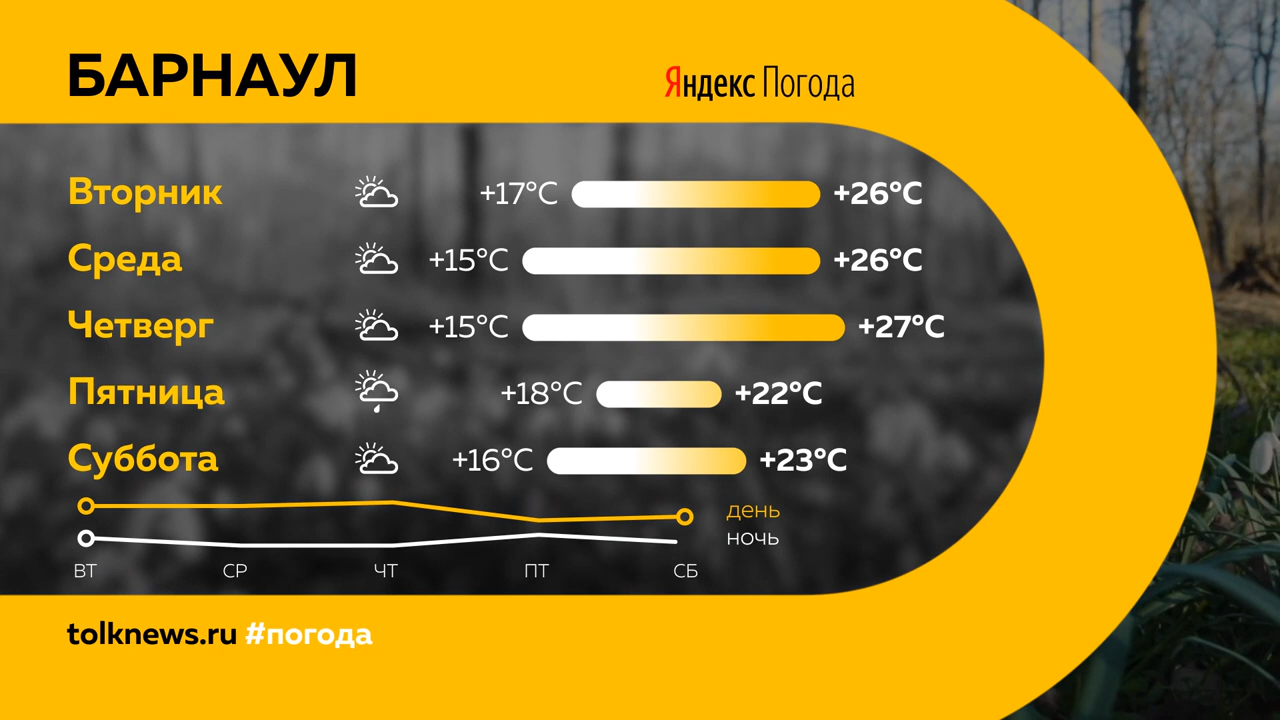 БАРНАУЛ
Яндекс Погода
Вторник +17°C +26°C
Среда +15°C +26°C
Четверг +15°C +27°C
Пятница +18°C +22°C
Суббота +16°C +23°C
день
ночь
ВТ СР ЧТ ПТ СБ
tolknews.ru #погода